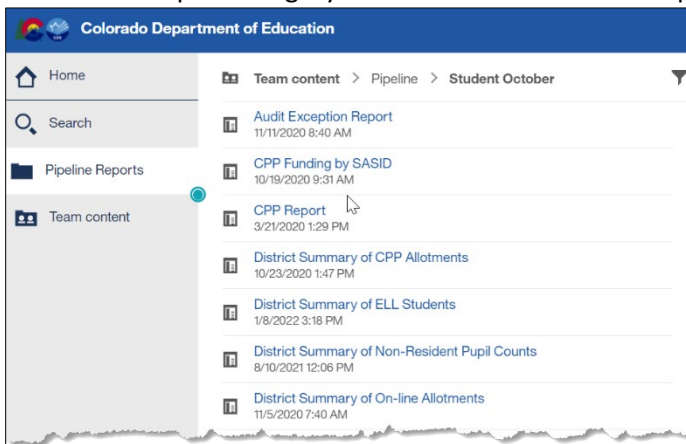 Colorado Department of Education
Home
Search
Pipeline Reports
Team content
Team content > Pipeline > Student October
Audit Exception Report
11/11/2020 8:40 AM
CPP Funding by SASID
10/19/2020 9:31 AM
CPP Report
3/21/2020 1:29 PM
District Summary of CPP Allotments
10/23/2020 1:47 PM
District Summary of ELL Students
1/8/2022 3:18 PM
District Summary of Non-Resident Pupil Counts
8/10/2021 12:06 PM
District Summary of On-line Allotments
11/5/2020 7:40 AM